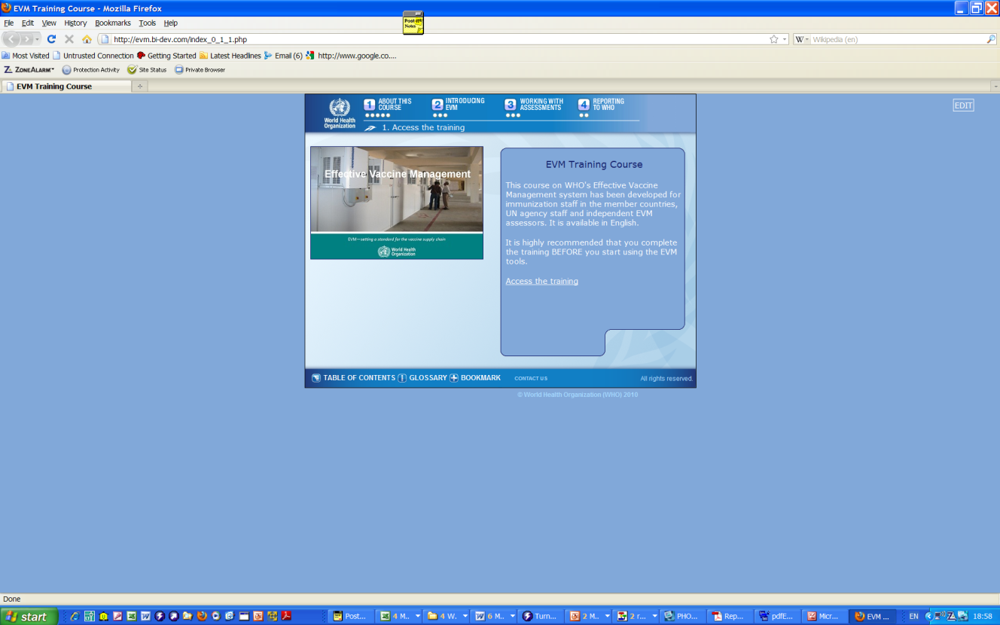 EVM Training Course - Mozilla Firefox
Post-it®
Notes
File Edit View History Bookmarks Tools Help
http://evm.bi-dev.com/index_0_1_1.php
W Wikipedia (en)
Most Visited Untrusted Connection Getting Started Latest Headlines Email (6) http://www.google.co....
ZONEALARM Protection Activity Site Status Private Browser
EVM Training Course
World Health
Organization
1 ABOUT THIS
COURSE
2 INTRODUCING
EVM
3 WORKING WITH
ASSESSMENTS
4 REPORTING
TO WHO
EDIT
1. Access the training
Effective Vaccine Management
EVM—setting a standard for the vaccine supply chain
World Health
Organization
EVM Training Course
This course on WHO's Effective Vaccine
Management system has been developed for
immunization staff in the member countries,
UN agency staff and independent EVM
assessors. It is available in English.
It is highly recommended that you complete
the training BEFORE you start using the EVM
tools.
Access the training
TABLE OF CONTENTS GLOSSARY BOOKMARK CONTACT US All rights reserved.
© World Health Organization (WHO) 2010
Done
start Post... 4 M.. 4 W.. 6 M.. Turn... 2 M.. 2 r... PHO... Rep... pdfE... Micr... EVM ... EN 18:58